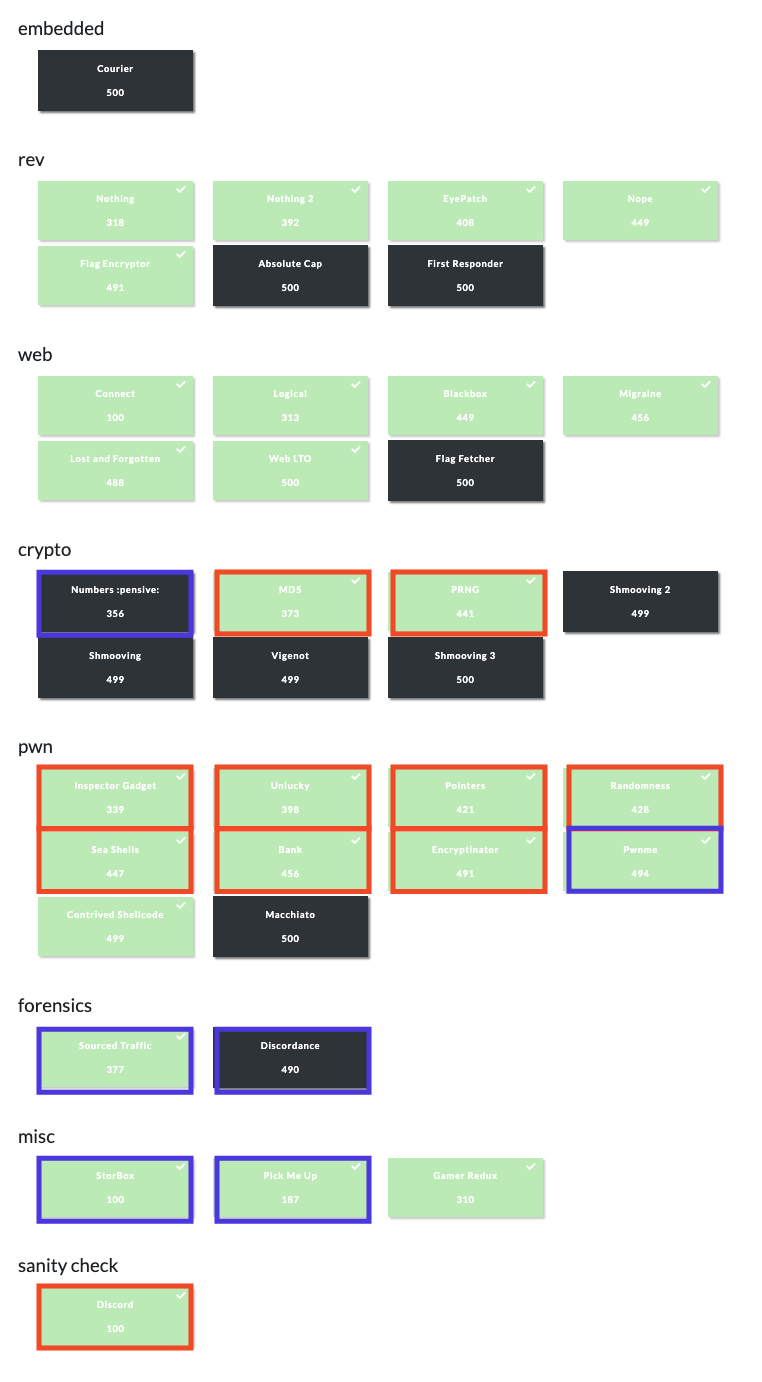 embedded
Courier
500
rev
Nothing
318
Nothing 2
392
EyePatch
408
Nope
449
Flag Encryptor
491
Absolute Cap
500
First Responder
500
web
Connect
100
Logical
313
Blackbox
449
Migraine
456
Lost and Forgotten
488
Web LTO
500
Flag Fetcher
500
crypto
Numbers :pensive:
356
MD5
373
PRNG
441
Shmooving 2
499
Shmooving
499
Vigenot
499
Shmooving 3
500
pwn
Inspector Gadget
339
Unlucky
398
Pointers
421
Randomness
428
Sea Shells
447
Bank
456
Encryptinator
491
Pwnme
494
Contrived Shellcode
499
Macchiato
500
forensics
Sourced Traffic
377
Discordance
490
misc
StorBox
100
Pick Me Up
187
Gamer Redux
310
sanity check
Discord
100